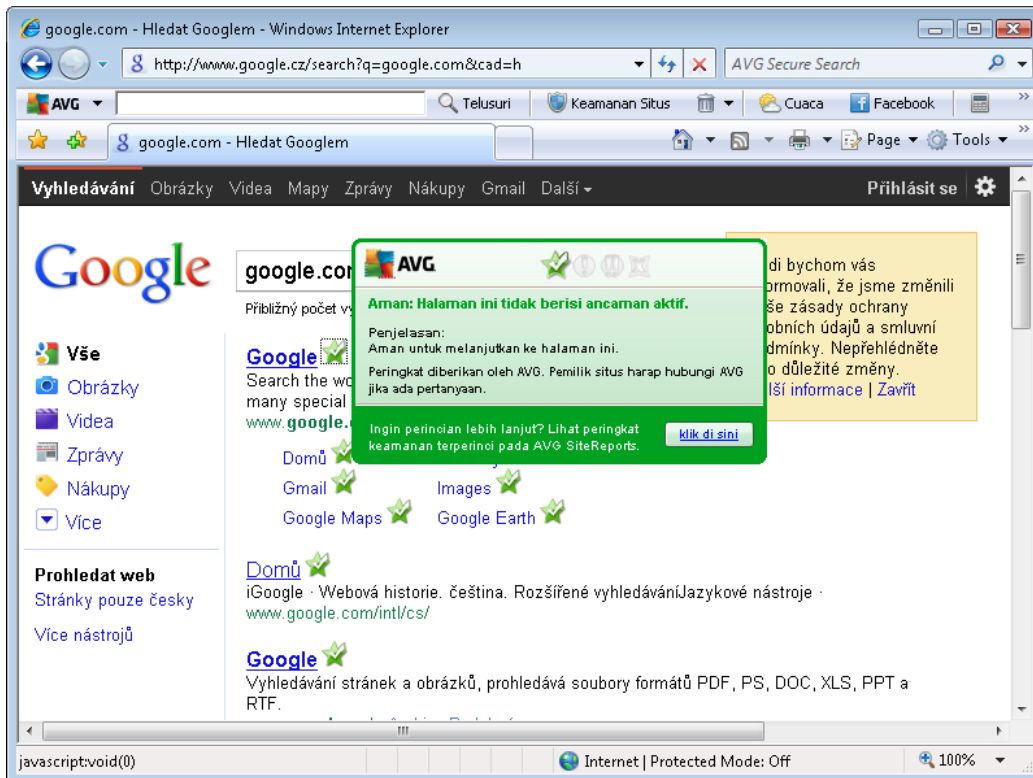 google.com - Hledat Googlem - Windows Internet Explorer
http://www.google.cz/search?q=google.com&cad=h
AVG Secure Search
AVG
Telusuri
Keamanan Situs
Cuaca
Facebook
google.com - Hledat Googlem
Page
Tools
Vyhledávání Obrázky Videa Mapy Zprávy Nákupy Gmail Další
Přihlásit se
Google
google.com
Přibližný počet
AVG
Aman: Halaman ini tidak berisi ancaman aktif.
Penjelasan:
Aman untuk melanjutkan ke halaman ini.
Peringkat diberikan oleh AVG. Pemilik situs harap hubungi AVG
jika ada pertanyaan.
Ingin perincian lebih lanjut? Lihat peringkat
keamanan terperinci pada AVG SiteReports.
klik di sini
di bychom vás
ormovali, že jsme změnili
še zásady ochrany
obních údajů a smluvní
dmínky. Nepřehlédněte
o důležité změny.
lší informace | Zavřít
Vše
Obrázky
Videa
Zprávy
Nákupy
Více
Prohledat web
Stránky pouze česky
Více nástrojů
Google
Search the
many special
www.google.
Domů
Gmail
Images
Google Maps
Google Earth
Domů
iGoogle · Webová historie. čeština. Rozšířené vyhledáváníJazykové nástroje ·
www.google.com/intl/cs/
Google
Vyhledávání stránek a obrázků, prohledává soubory formátů PDF, PS, DOC, XLS, PPT a
RTF.
javascript:void(0)
Internet | Protected Mode: Off
100%